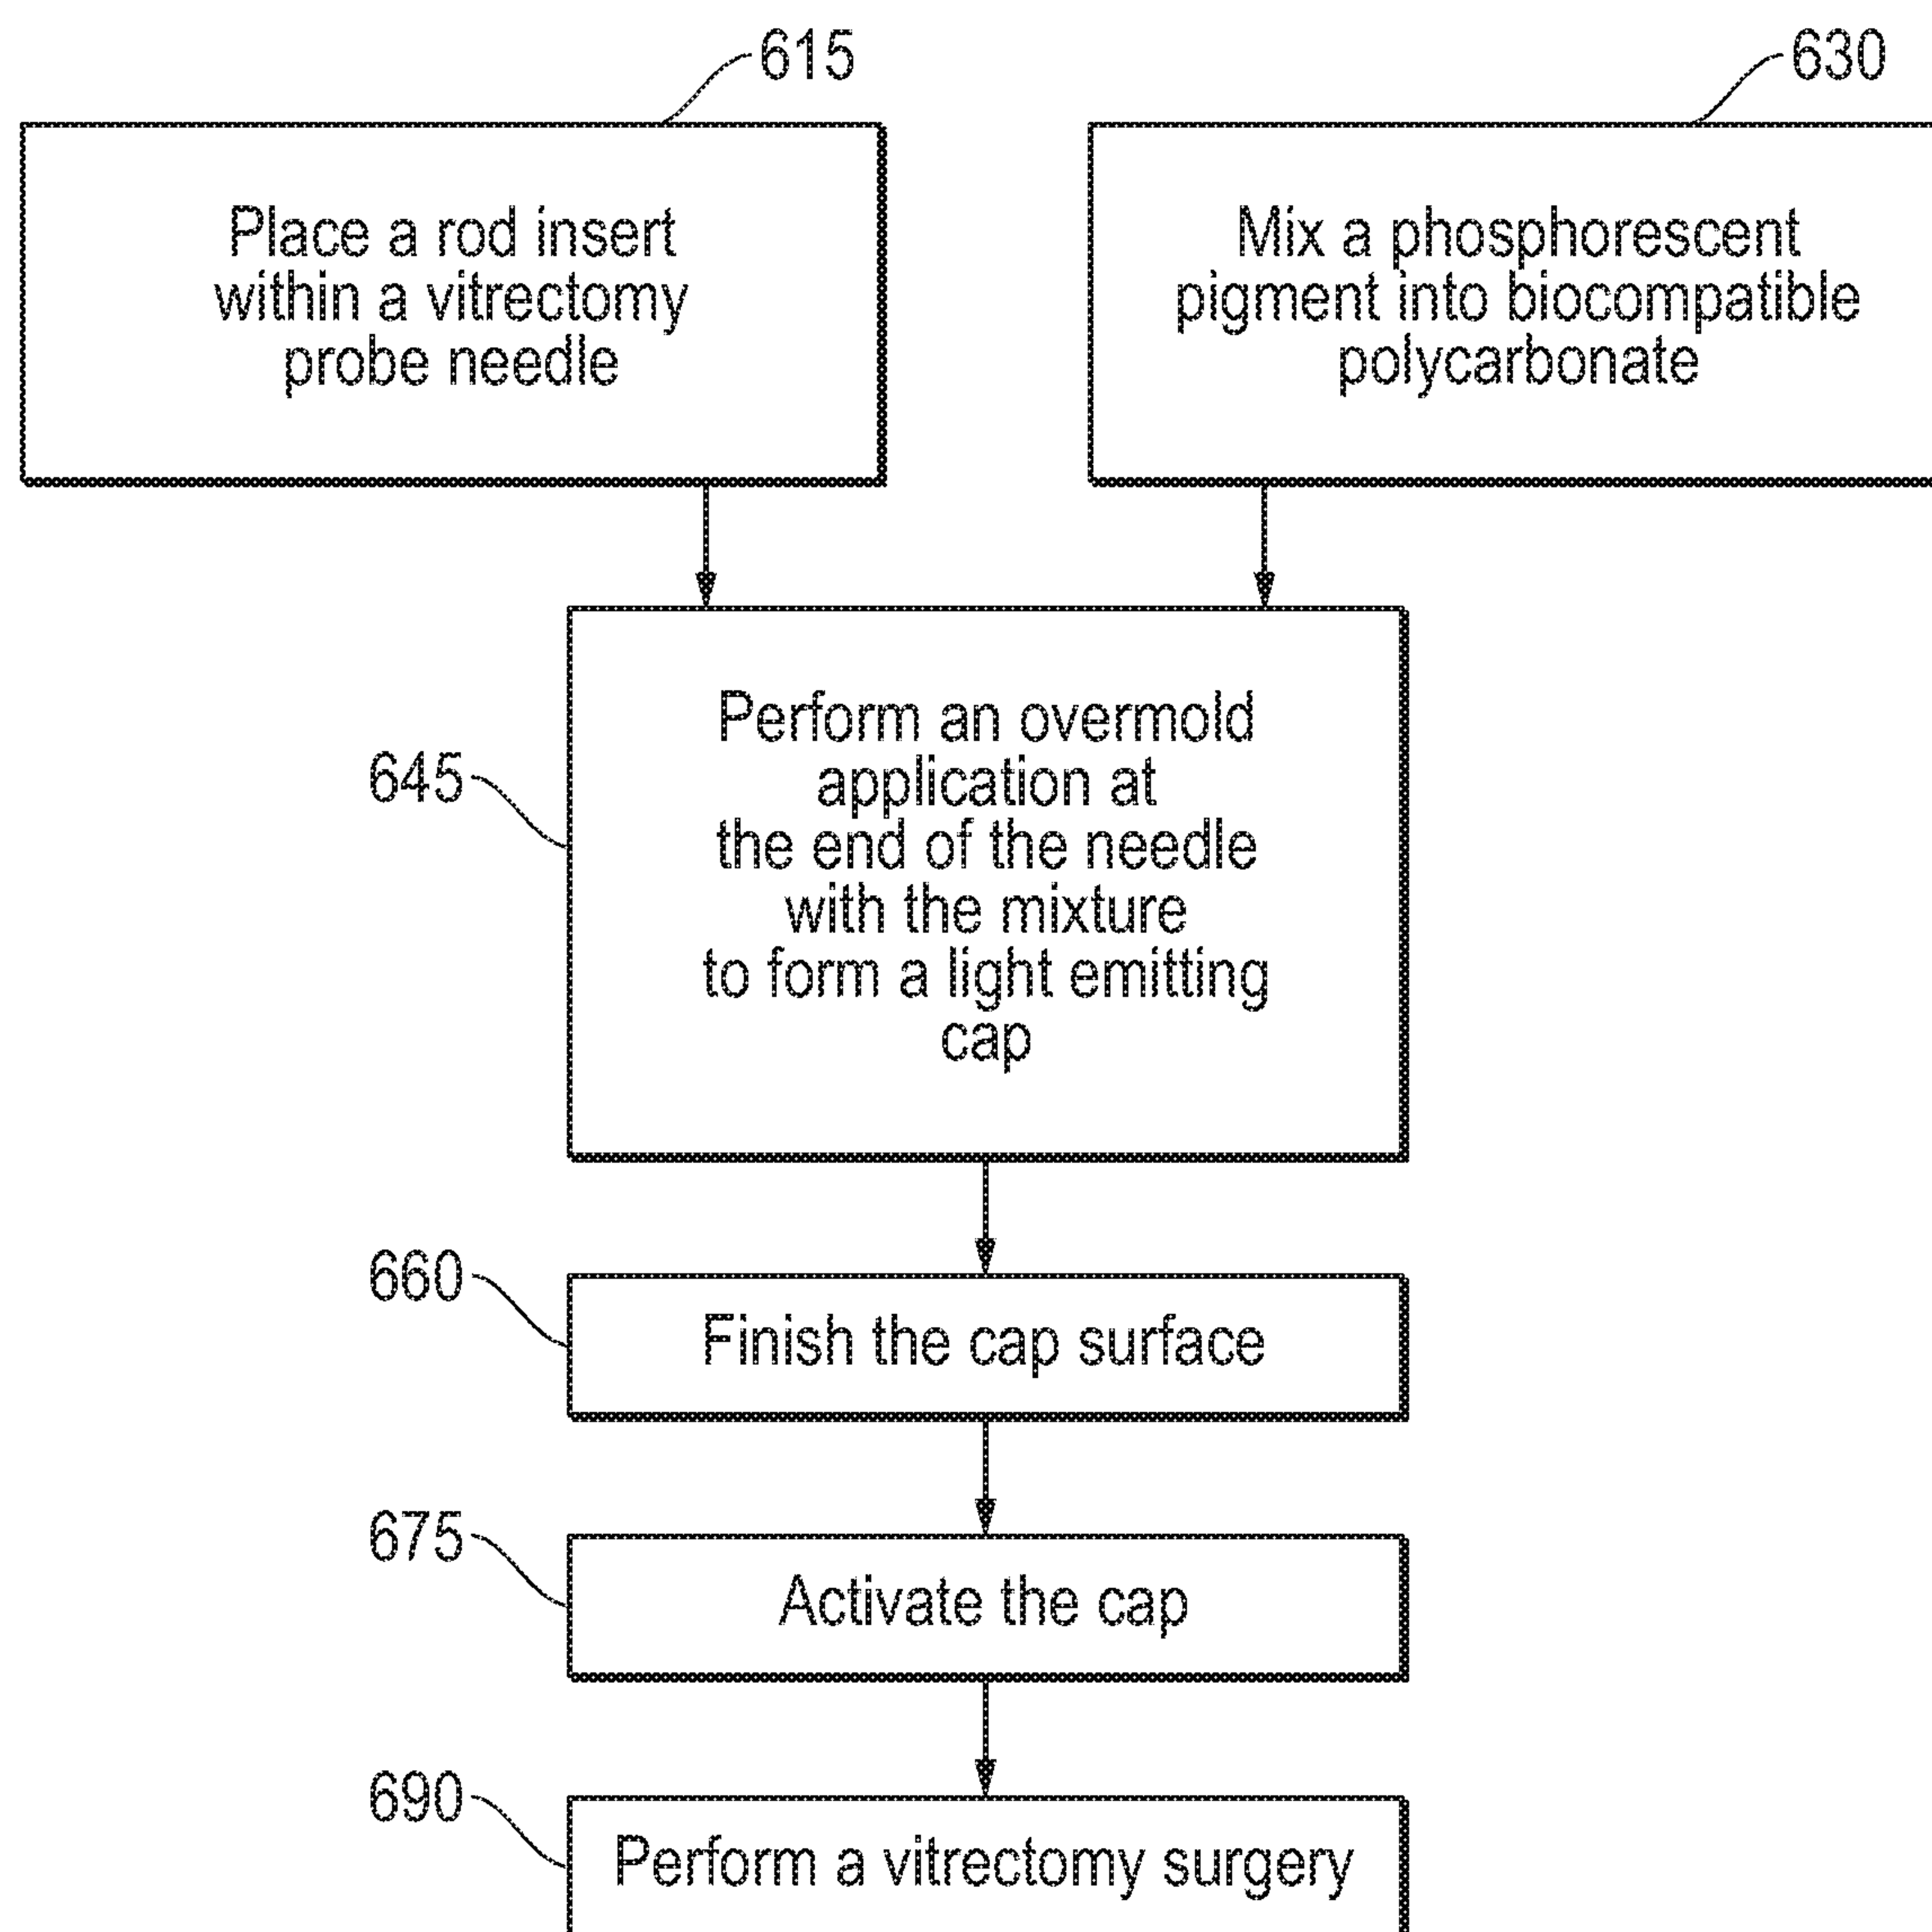 615
Place a rod insert
within a vitrectomy
probe needle
630
Mix a phosphorescent
pigment into biocompatible
polycarbonate
645
Perform an overmold
application at
the end of the needle
with the mixture
to form a light emitting
cap
660
Finish the cap surface
675
Activate the cap
690
Perform a vitrectomy surgery